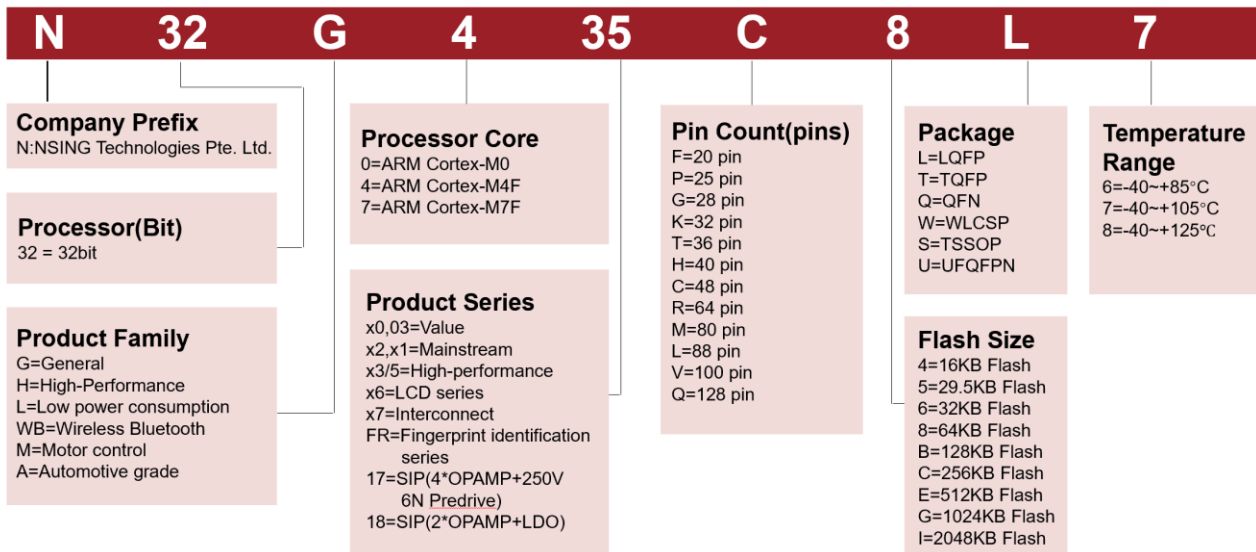 N 32 G 4 35 C 8 L 7
Company Prefix
N:NSING Technologies Pte. Ltd.
Processor(Bit)
32 = 32bit
Product Family
G=General
H=High-Performance
L=Low power consumption
WB=Wireless Bluetooth
M=Motor control
A=Automotive grade
Processor Core
0=ARM Cortex-M0
4=ARM Cortex-M4F
7=ARM Cortex-M7F
Product Series
x0,03=Value
x2,x1=Mainstream
x3/5=High-performance
x6=LCD series
x7=Interconnect
FR=Fingerprint identification
series
17=SIP(4*OPAMP+250V
6N Predrive)
18=SIP(2*OPAMP+LDO)
Pin Count(pins)
F=20 pin
P=25 pin
G=28 pin
K=32 pin
T=36 pin
H=40 pin
C=48 pin
R=64 pin
M=80 pin
L=88 pin
V=100 pin
Q=128 pin
Package
L=LQFP
T=TQFP
Q=QFN
W=WLCSP
S=TSSOP
U=UFQFPN
Flash Size
4=16KB Flash
5=29.5KB Flash
6=32KB Flash
8=64KB Flash
B=128KB Flash
C=256KB Flash
E=512KB Flash
G=1024KB Flash
I=2048KB Flash
Temperature
Range
6=-40~+85°C
7=-40~+105°C
8=-40~+125℃